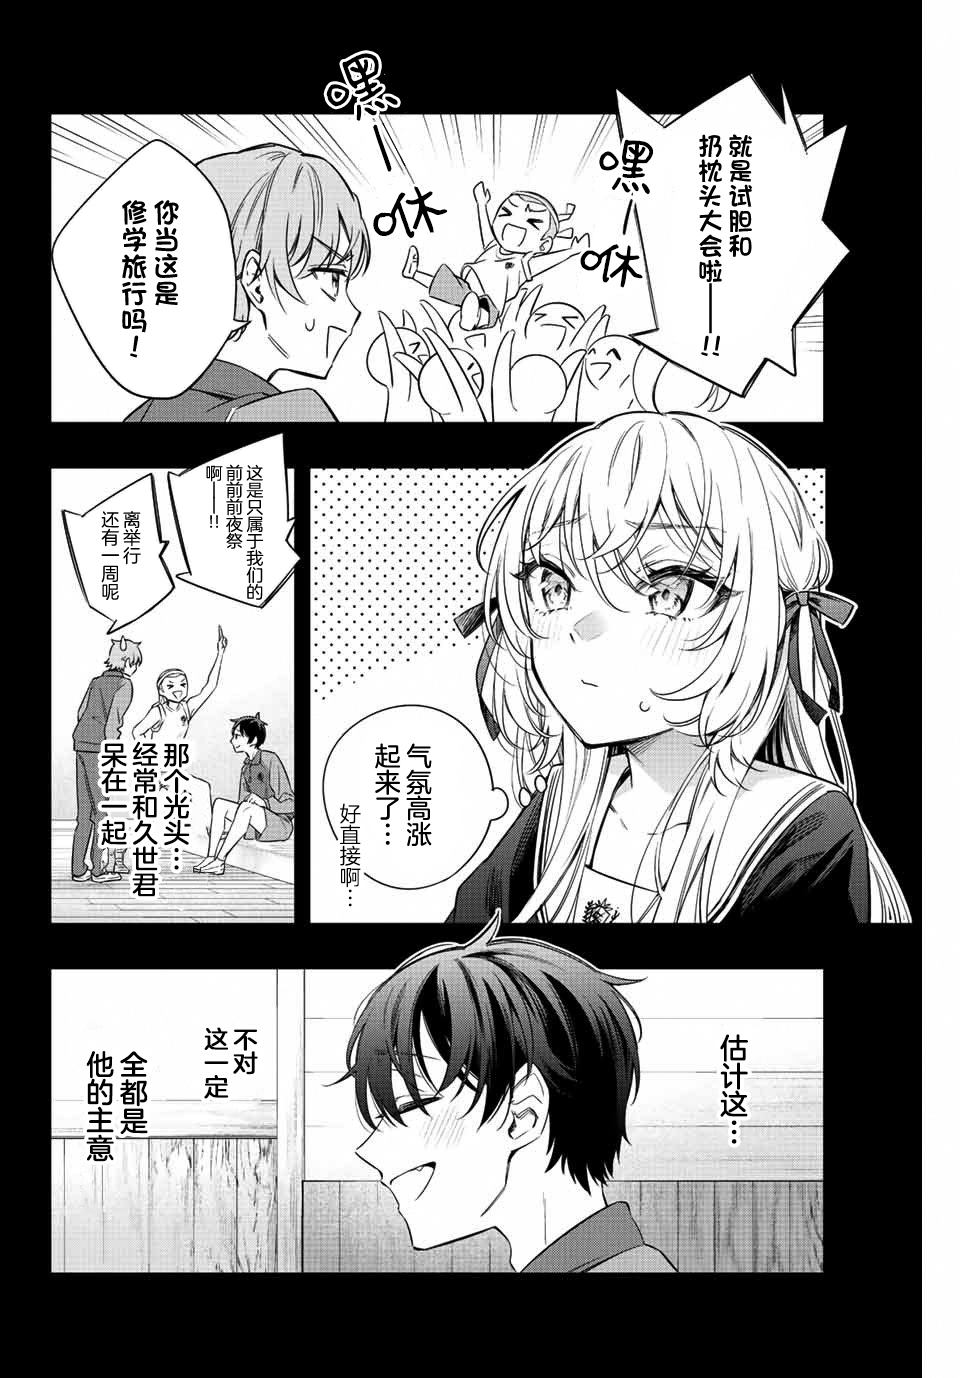 就是试胆和
扔枕头大会啦
——!!
嘿
—
休
嘿
—
休
你当这是
修学旅行吗!
气氛高涨
起来了…
好直接啊…
这是只属于我们的
前前前夜祭
啊——!!
离举行
还有一周呢
那个光头…
经常和久世君
呆在一起
估计这…
不对
这一定
全都是
他的主意